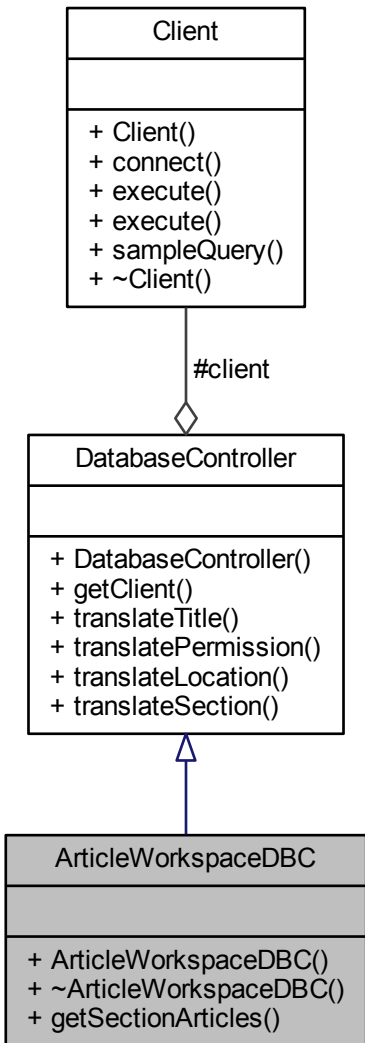 Client
+ Client()
+ connect()
+ execute()
+ execute()
+ sampleQuery()
+ ~Client()
#client
DatabaseController
+ DatabaseController()
+ getClient()
+ translateTitle()
+ translatePermission()
+ translateLocation()
+ translateSection()
ArticleWorkspaceDBC
+ ArticleWorkspaceDBC()
+ ~ArticleWorkspaceDBC()
+ getSectionArticles()